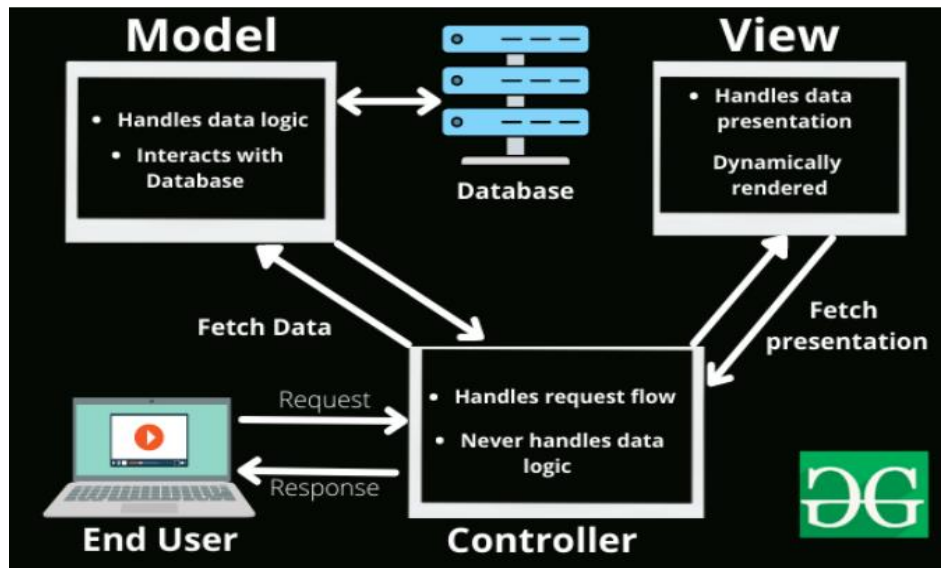 Model
View
• Handles data logic
• Interacts with
Database
Database
• Handles data
presentation
Dynamically
rendered
Fetch Data
Fetch
presentation
Request
Response
• Handles request flow
• Never handles data
logic
End User
Controller
GG